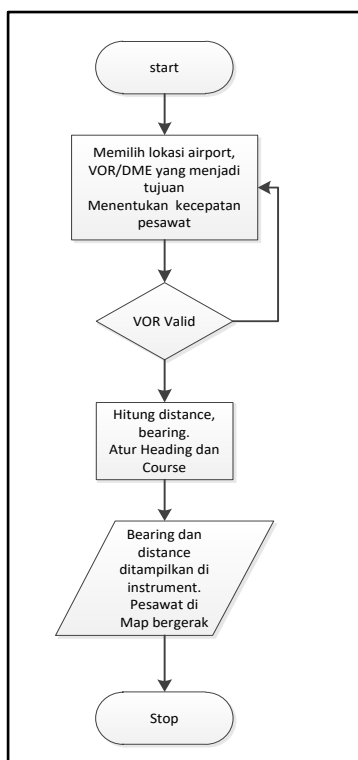 start
Memilih lokasi airport,
VOR/DME yang menjadi
tujuan
Menentukan kecepatan
pesawat
VOR Valid
Hitung distance,
bearing.
Atur Heading dan
Course
Bearing dan
distance
ditampilkan di
instrument.
Pesawat di
Map bergerak
Stop